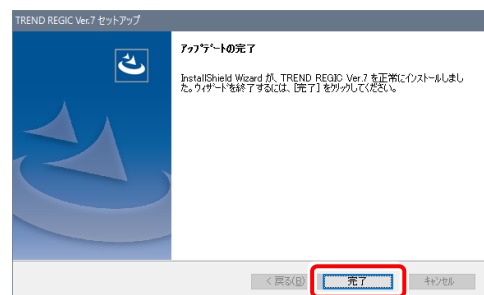 TREND REGIC Ver.7 セットアップ
ｱｯﾌﾟﾃﾞｰﾄの完了
InstallShield Wizard が、TREND REGIC Ver.7 を正常にｲﾝｽﾄｰﾙしまし
た。ｳｨｻﾞｰﾄﾞを終了するには、[完了] をｸﾘｯｸしてください。
< 戻る(B)
完了
ｷｬﾝｾﾙ